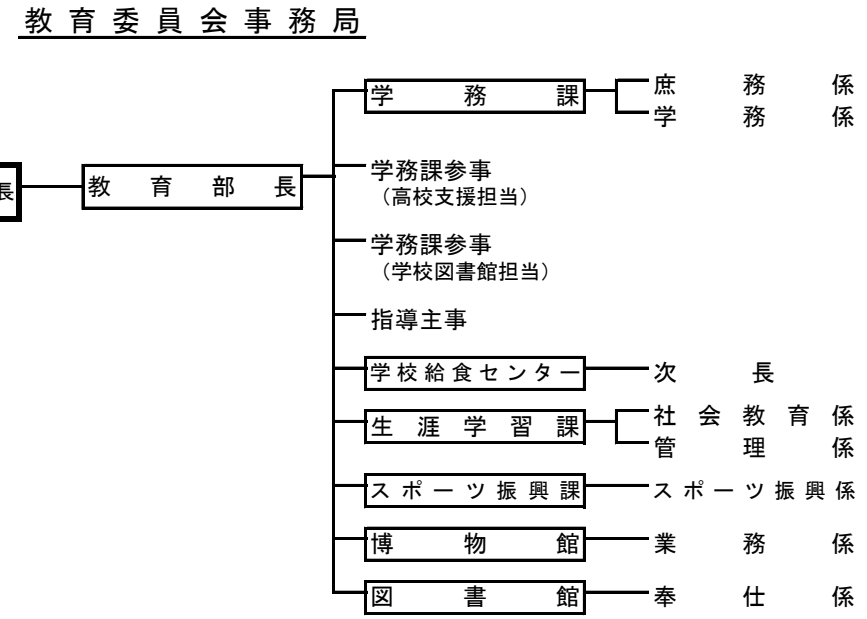 教育委員会事務局
学務課
庶務係
学務係
長
教育部長
学務課参事
（高校支援担当）
学務課参事
（学校図書館担当）
指導主事
学校給食センター
次長
生涯学習課
社会教育係
管理係
スポーツ振興課
スポーツ振興係
博物館
業務係
図書館
奉仕係